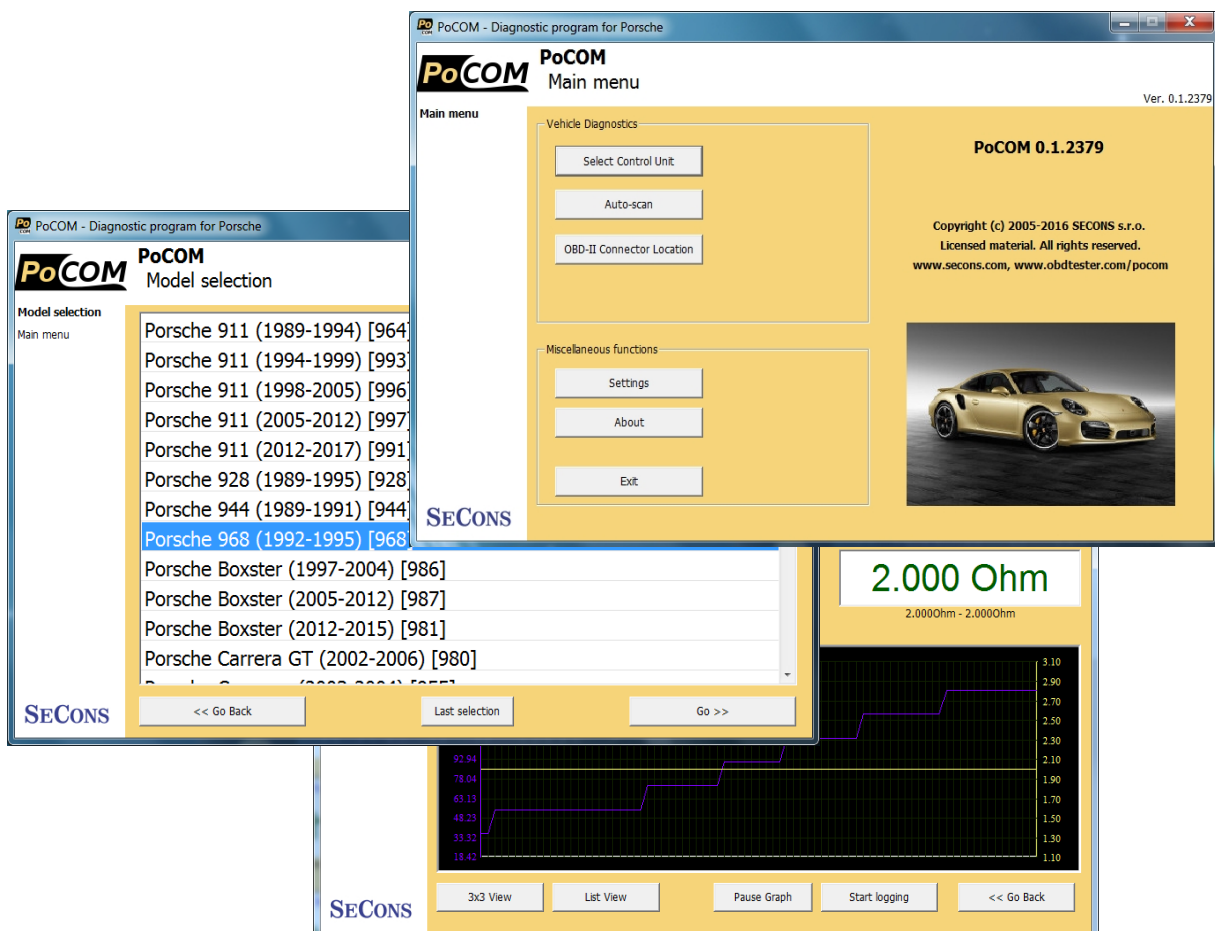 PoCOM - Diagnostic program for Porsche
PoCOM
PoCOM
Main menu
Ver. 0.1.2379
Main menu
Vehicle Diagnostics
Select Control Unit
Auto-scan
OBD-II Connector Location
Miscellaneous functions
Settings
About
Exit
PoCOM 0.1.2379
Copyright (c) 2005-2016 SECONS s.r.o.
Licensed material. All rights reserved.
www.secons.com, www.obdtester.com/pocom
SECONS
PoCOM - Diagnostic program for Porsche
PoCOM
PoCOM
Model selection
Model selection
Main menu
Porsche 911 (1989-1994) [964]
Porsche 911 (1994-1999) [993]
Porsche 911 (1998-2005) [996]
Porsche 911 (2005-2012) [997]
Porsche 911 (2012-2017) [991]
Porsche 928 (1989-1995) [928]
Porsche 944 (1989-1991) [944]
Porsche 968 (1992-1995) [968]
Porsche Boxster (1997-2004) [986]
Porsche Boxster (2005-2012) [987]
Porsche Boxster (2012-2015) [981]
Porsche Carrera GT (2002-2006) [980]
<< Go Back
Last selection
Go >>
SECONS
2.000 Ohm
2.000Ohm - 2.000Ohm
92.94
78.04
63.13
48.23
33.32
18.42
3.10
2.90
2.70
2.50
2.30
2.10
1.90
1.70
1.50
1.30
1.10
3x3 View
List View
Pause Graph
Start logging
<< Go Back
SECONS